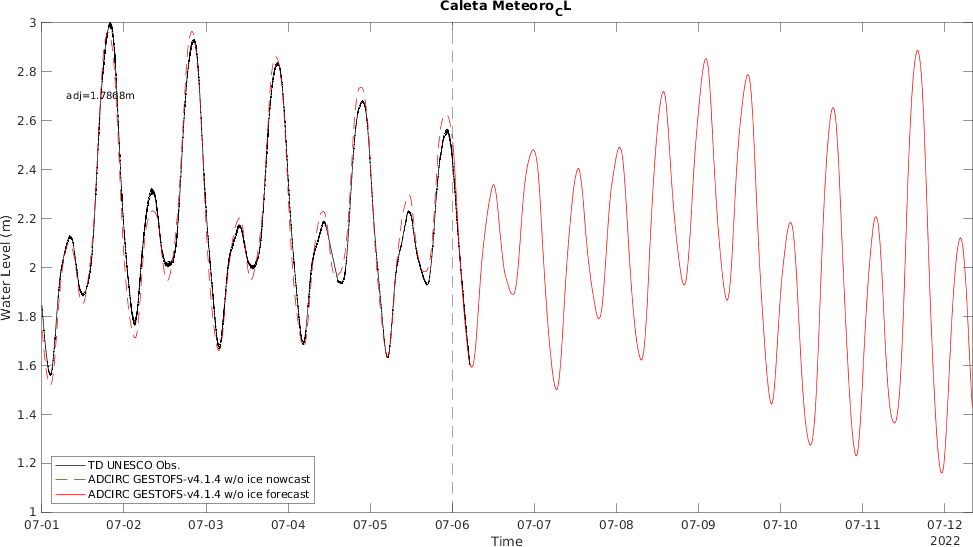 Caleta MeteoroCL
3
2.8
2.6
2.4
2.2
2
1.8
1.6
1.4
1.2
1
Water Level (m)
adj=1.7868m
TD UNESCO Obs.
ADCIRC GESTOFS-v4.1.4 w/o ice nowcast
ADCIRC GESTOFS-v4.1.4 w/o ice forecast
07-01 07-02 07-03 07-04 07-05 07-06 07-07 07-08 07-09 07-10 07-11 07-12
Time
2022